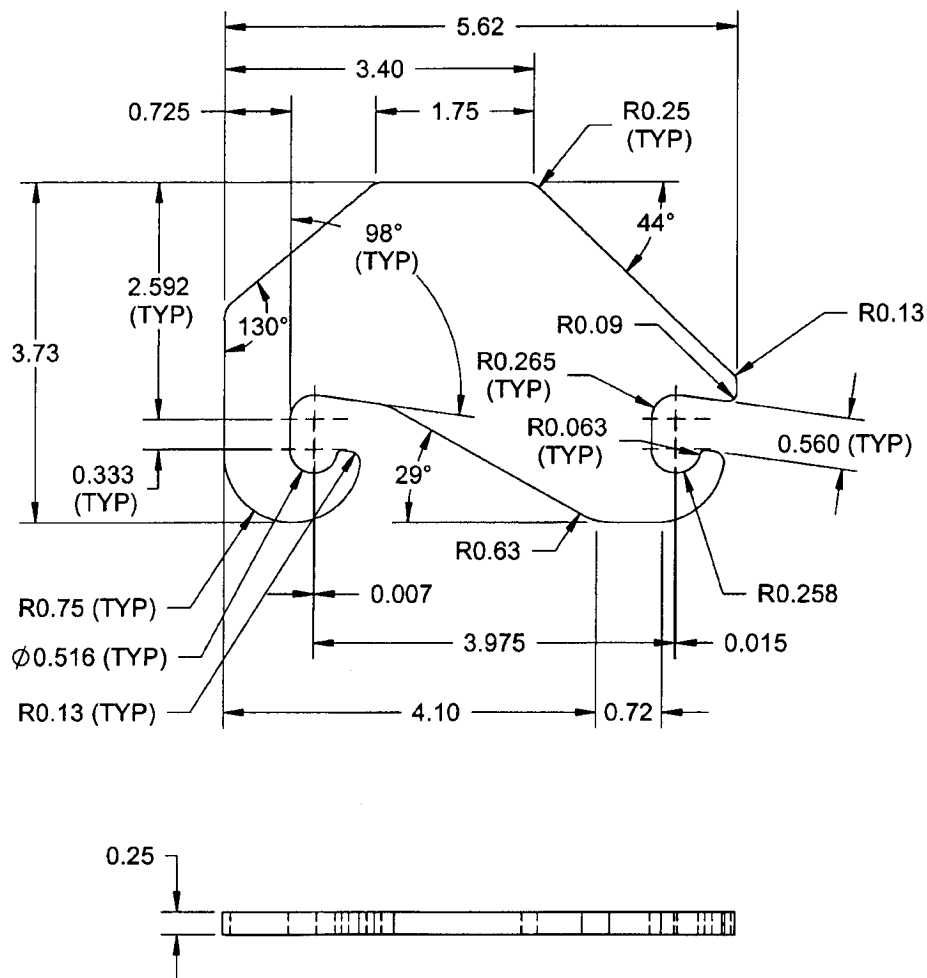 5.62
3.40
0.725
1.75
R0.25
(TYP)
98°
(TYP)
44°
2.592
(TYP)
130°
3.73
R0.09
R0.13
R0.265
(TYP)
R0.063
(TYP)
0.560 (TYP)
0.333
(TYP)
29°
R0.63
R0.75 (TYP)
0.007
R0.258
Ø0.516 (TYP)
3.975
0.015
R0.13 (TYP)
4.10
0.72
0.25